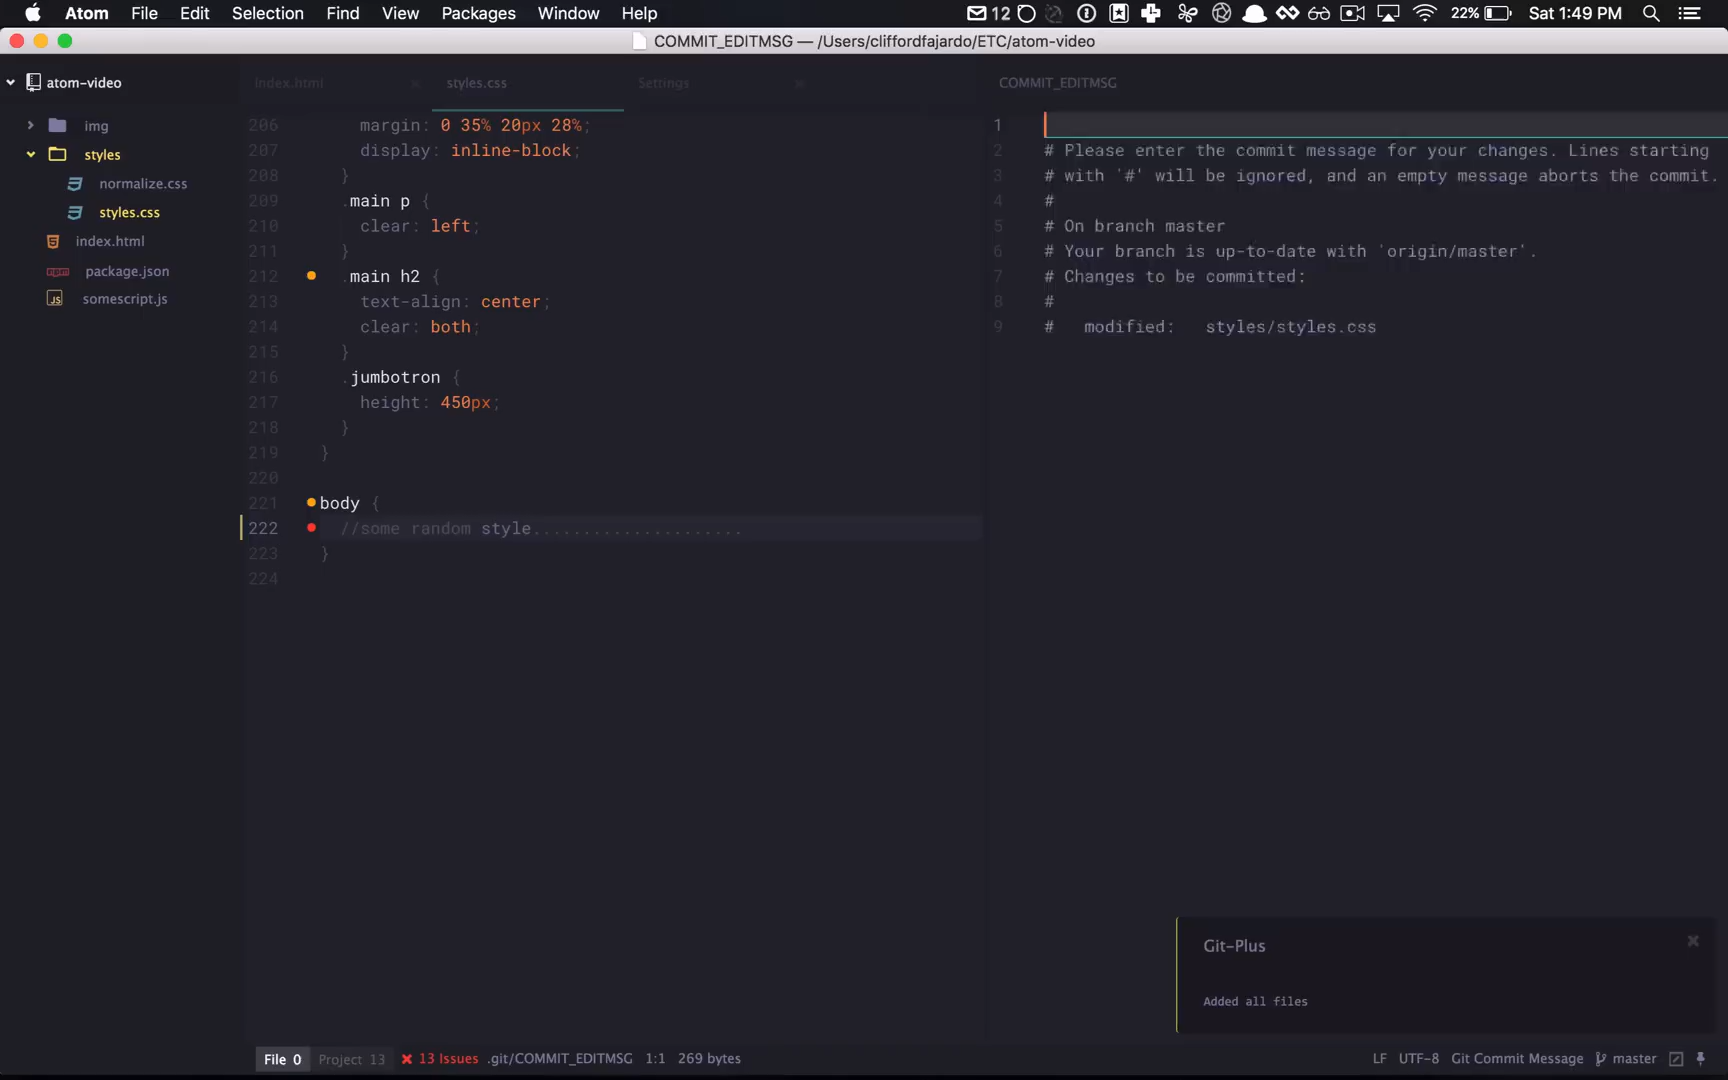 Atom File Edit Selection Find View Packages Window Help 12 22% Sat 1:49 PM
COMMIT_EDITMSG — /Users/cliffordfajardo/ETC/atom-video
atom-video
img
styles
normalize.css
styles.css
index.html
package.json
somescript.js
index.html styles.css Settings
206 margin: 0 35% 20px 28%;
207 display: inline-block;
208 }
209 .main p {
210 clear: left;
211 }
212 .main h2 {
213 text-align: center;
214 clear: both;
215 }
216 .jumbotron {
217 height: 450px;
218 }
219 }
220
221 body {
222 //some random style.....................
223 }
224
COMMIT_EDITMSG
1
2 # Please enter the commit message for your changes. Lines starting
3 # with '#' will be ignored, and an empty message aborts the commit.
4 #
5 # On branch master
6 # Your branch is up-to-date with 'origin/master'.
7 # Changes to be committed:
8 #
9 # modified: styles/styles.css
Git-Plus
Added all files
File 0 Project 13 13 Issues .git/COMMIT_EDITMSG 1:1 269 bytes LF UTF-8 Git Commit Message master